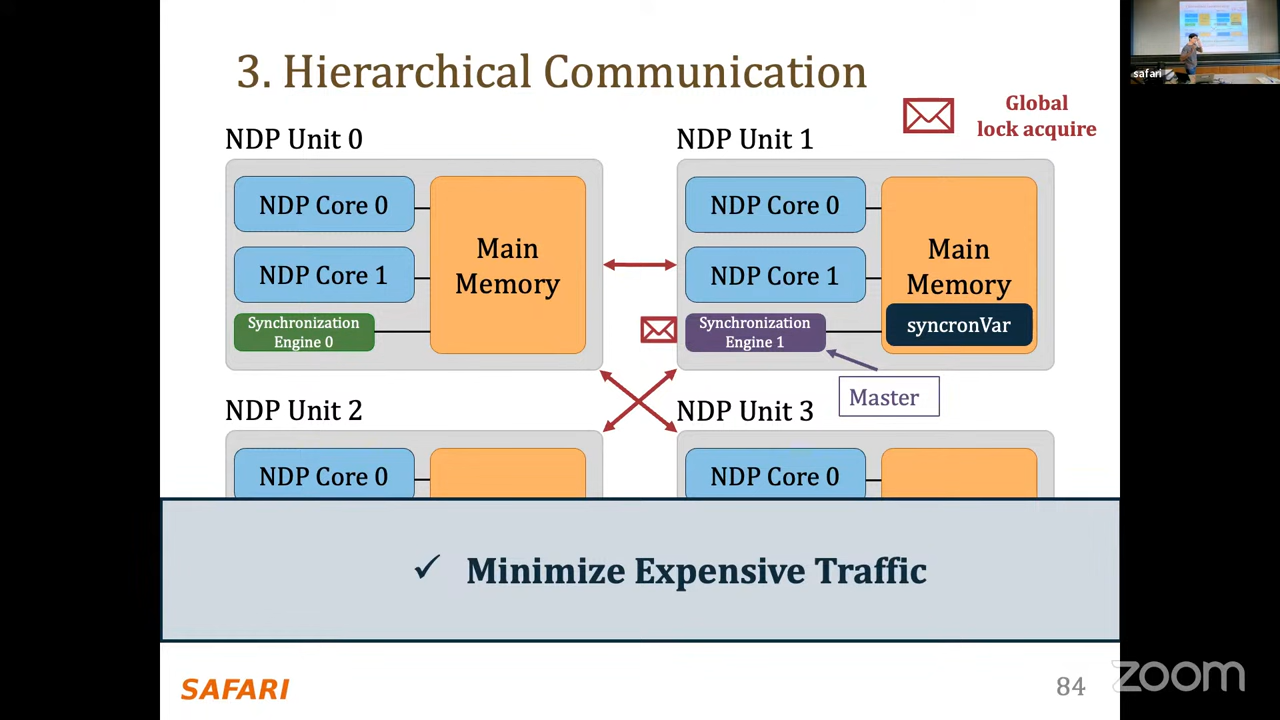 3. Hierarchical Communication
safari
Global
lock acquire
NDP Unit 0
NDP Unit 1
NDP Core 0
NDP Core 1
Synchronization
Engine 0
Main
Memory
NDP Core 0
NDP Core 1
Synchronization
Engine 1
Main
Memory
syncronVar
Master
NDP Unit 2
NDP Unit 3
NDP Core 0
NDP Core 0
✓ Minimize Expensive Traffic
SAFARI
84
zoom